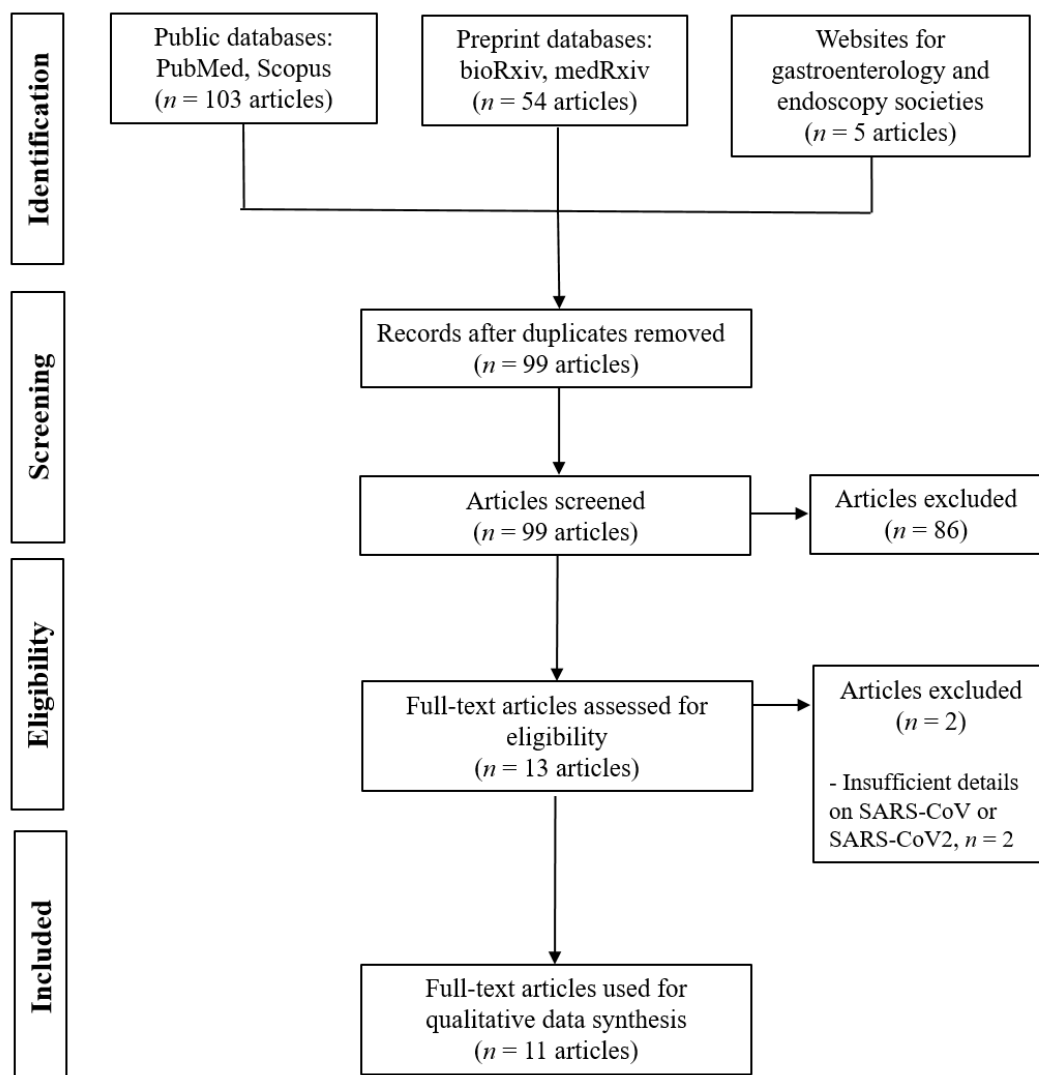 Identification
Public databases:
PubMed, Scopus
(n = 103 articles)
Preprint databases:
bioRxiv, medRxiv
(n = 54 articles)
Websites for
gastroenterology and
endoscopy societies
(n = 5 articles)
Screening
Records after duplicates removed
(n = 99 articles)
Articles screened
(n = 99 articles)
Articles excluded
(n = 86)
Eligibility
Full-text articles assessed for
eligibility
(n = 13 articles)
Articles excluded
(n = 2)
- Insufficient details
on SARS-CoV or
SARS-CoV2, n = 2
Included
Full-text articles used for
qualitative data synthesis
(n = 11 articles)